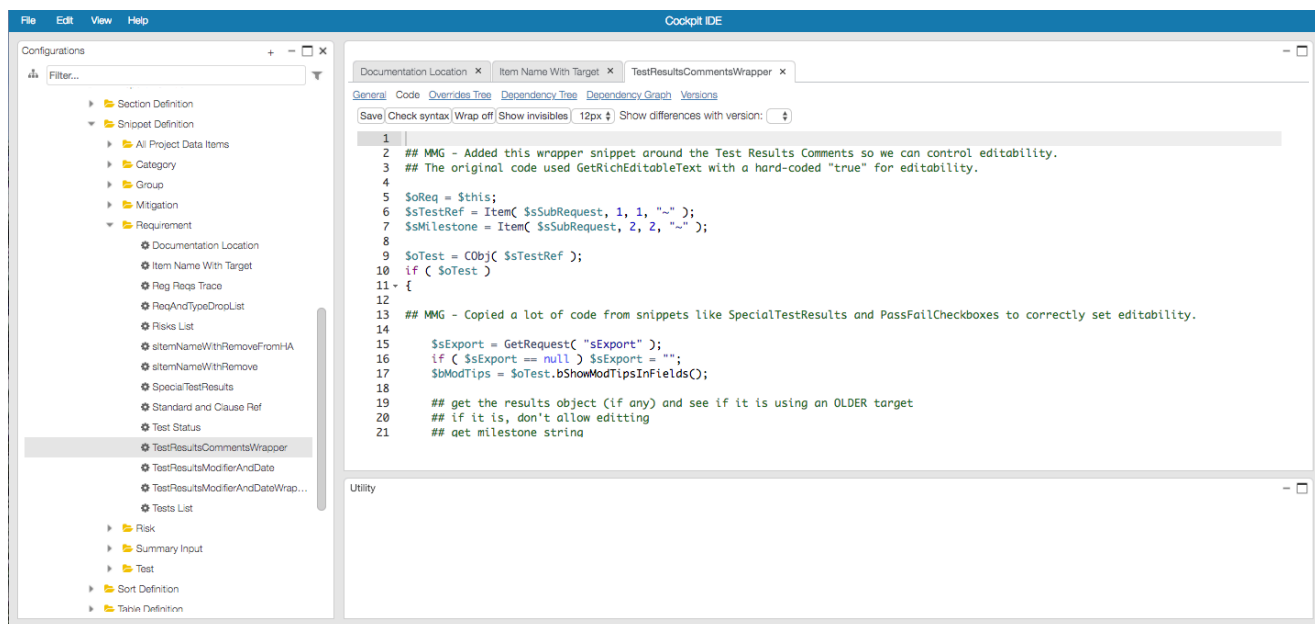 File Edit View Help Cockpit IDE
Configurations
Filter...
Section Definition
Snippet Definition
All Project Data Items
Category
Group
Mitigation
Requirement
Documentation Location
Item Name With Target
Reg Reqs Trace
ReqAndTypeDropList
Risks List
sItemNameWithRemoveFromHA
sItemNameWithRemove
SpecialTestResults
Standard and Clause Ref
Test Status
TestResultsCommentsWrapper
TestResultsModifierAndDate
TestResultsModifierAndDateWrap...
Tests List
Risk
Summary Input
Test
Sort Definition
Table Definition
Documentation Location Item Name With Target TestResultsCommentsWrapper
General Code Overrides Tree Dependency Tree Dependency Graph Versions
Save Check syntax Wrap off Show invisibles 12px Show differences with version:
1
2 ## MMG - Added this wrapper snippet around the Test Results Comments so we can control editability.
3 ## The original code used GetRichEditableText with a hard-coded "true" for editability.
4
5 $oReq = $this;
6 $sTestRef = Item( $sSubRequest, 1, 1, "~" );
7 $sMilestone = Item( $sSubRequest, 2, 2, "~" );
8
9 $oTest = CObj( $sTestRef );
10 if ( $oTest )
11 {
12
13 ## MMG - Copied a lot of code from snippets like SpecialTestResults and PassFailCheckboxes to correctly set editability.
14
15 $sExport = GetRequest( "sExport" );
16 if ( $sExport == null ) $sExport = "";
17 $bModTips = $oTest.bShowModTipsInFields();
18
19 ## get the results object (if any) and see if it is using an OLDER target
20 ## if it is, don't allow editting
21 ## get milestone string
Utility